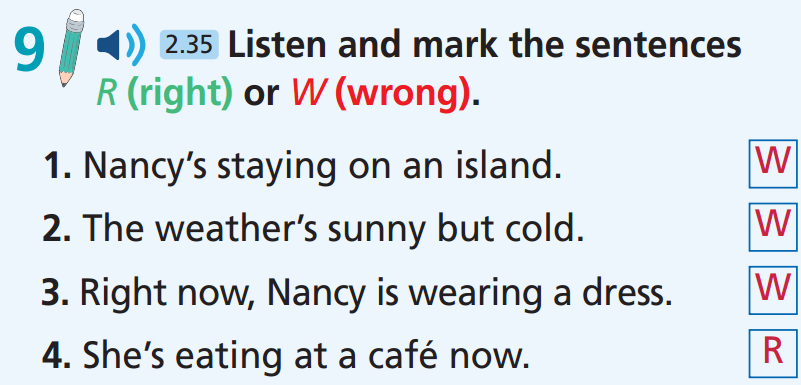 9 2.35 Listen and mark the sentences
R (right) or W (wrong).
1. Nancy's staying on an island. W
2. The weather's sunny but cold. W
3. Right now, Nancy is wearing a dress. W
4. She's eating at a café now. R